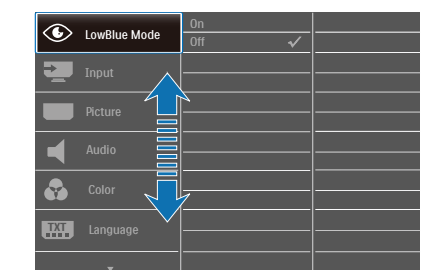 LowBlue Mode
On
Off
Input
Picture
Audio
Color
TXT
Language